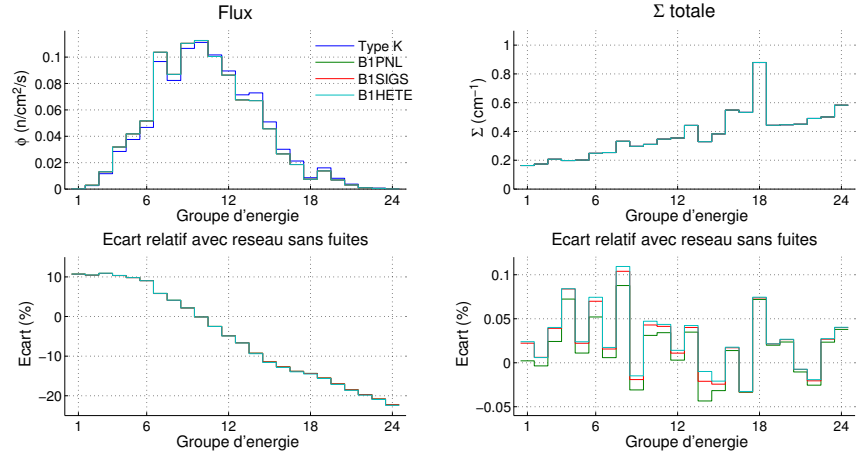 Flux
φ (n/cm²/s)
0.1
0.08
0.06
0.04
0.02
0
Type K
B1PNL
B1SIGS
B1HETE
1 6 12 18 24
Groupe d'energie
Σ totale
Σ (cm⁻¹)
1
0.8
0.6
0.4
0.2
0
1 6 12 18 24
Groupe d'energie
Ecart relatif avec reseau sans fuites
Ecart (%)
10
0
−10
−20
1 6 12 18 24
Groupe d'energie
Ecart relatif avec reseau sans fuites
Ecart (%)
0.1
0.05
0
−0.05
1 6 12 18 24
Groupe d'energie